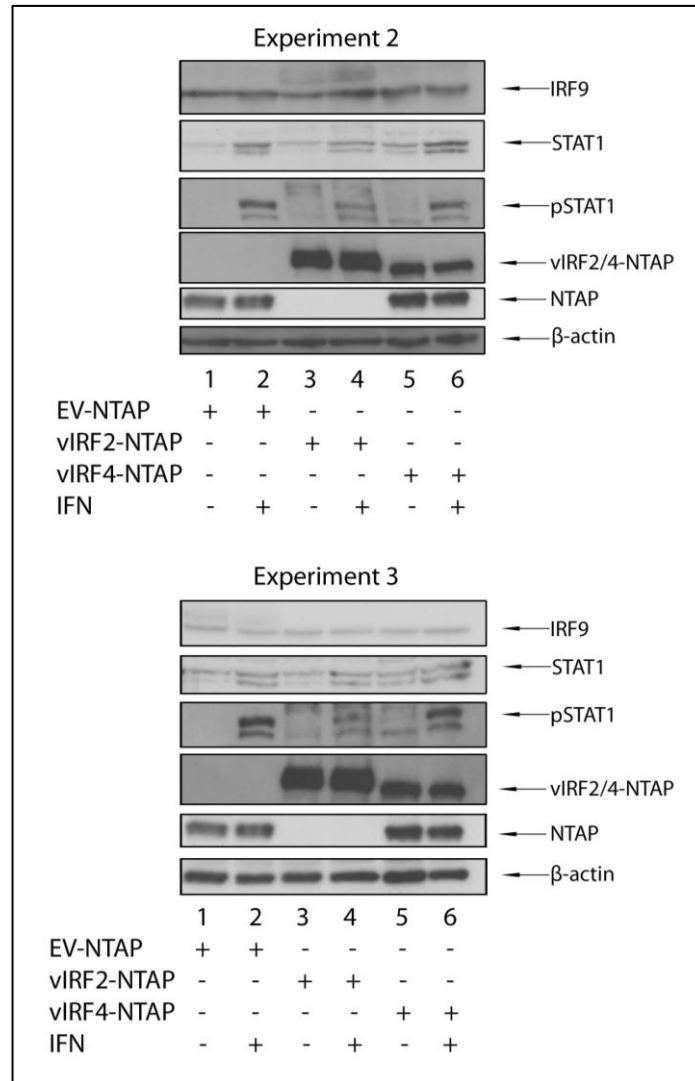 Experiment 2
IRF9
STAT1
pSTAT1
vIRF2/4-NTAP
NTAP
β-actin
1 2 3 4 5 6
EV-NTAP + + - - - -
vIRF2-NTAP - - + + - -
vIRF4-NTAP - - - - + +
IFN - + - + - +
Experiment 3
IRF9
STAT1
pSTAT1
vIRF2/4-NTAP
NTAP
β-actin
1 2 3 4 5 6
EV-NTAP + + - - - -
vIRF2-NTAP - - + + - -
vIRF4-NTAP - - - - + +
IFN - + - + - +